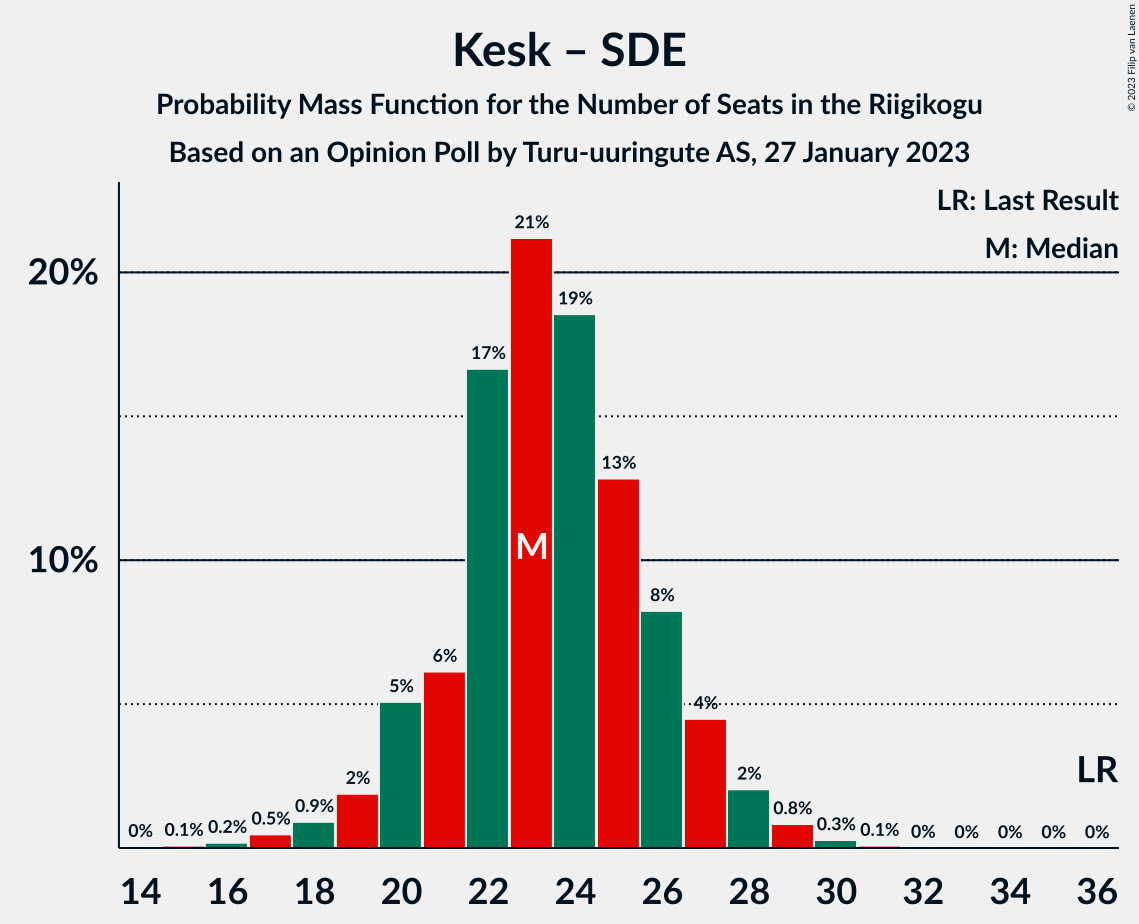 Kesk – SDE
Probability Mass Function for the Number of Seats in the Riigikogu
Based on an Opinion Poll by Turu-uuringute AS, 27 January 2023
© 2023 Filip van Laenen
LR: Last Result
M: Median
20%
10%
0%
0.1%
0.2%
0.5%
0.9%
2%
5%
6%
17%
21%
19%
13%
8%
4%
2%
0.8%
0.3%
0.1%
0%
0%
0%
0%
0%
M
LR
14 16 18 20 22 24 26 28 30 32 34 36